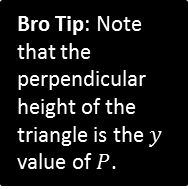 Bro Tip: Note
that the
perpendicular
height of the
triangle is the y
value of P.